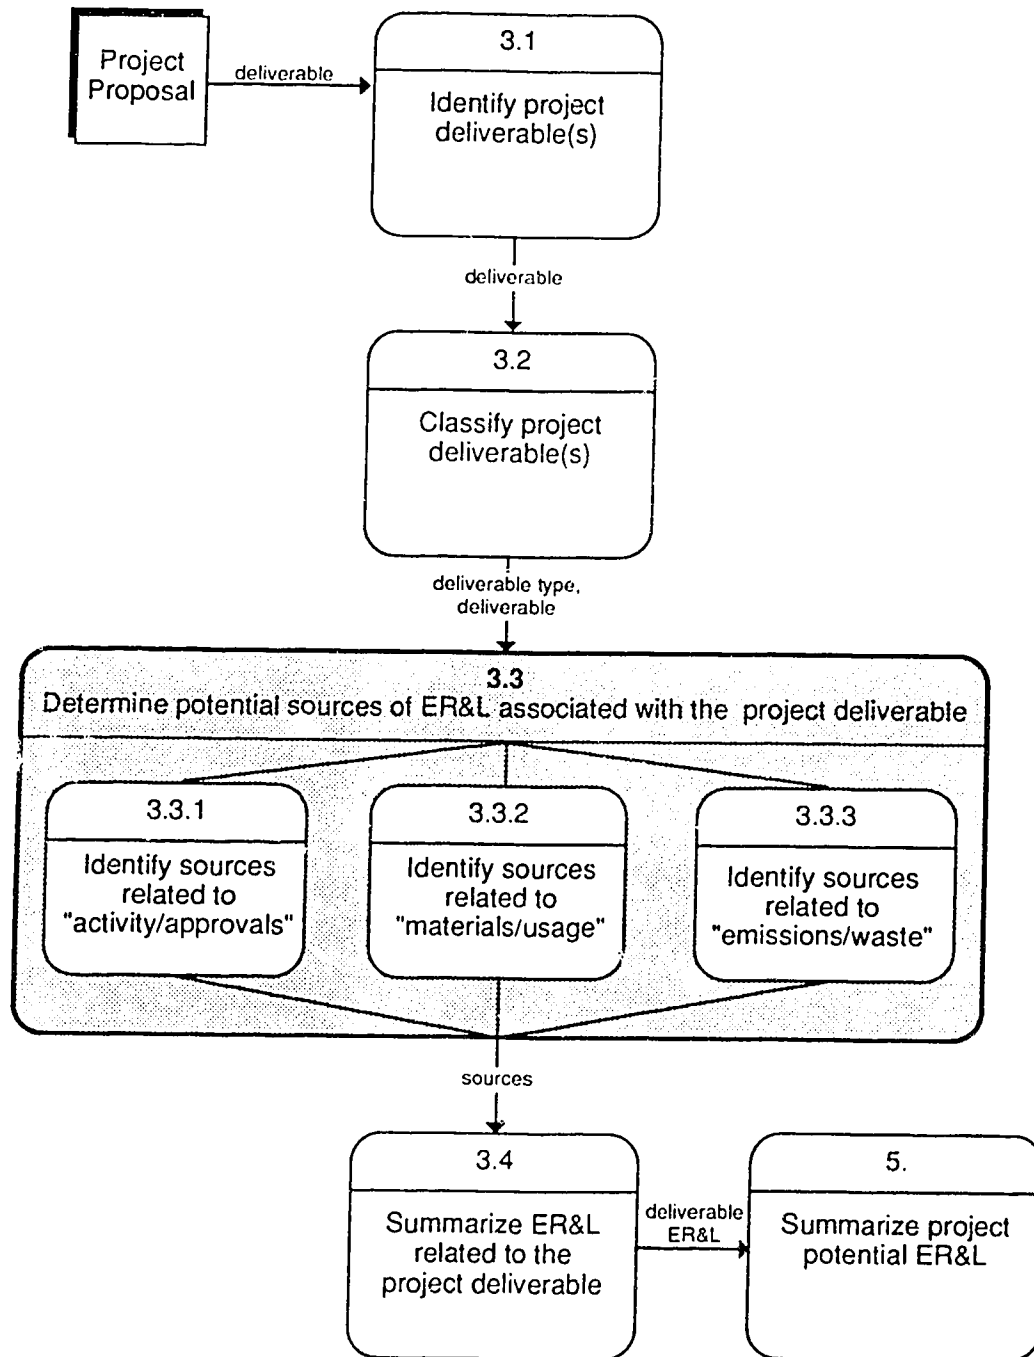 Project
Proposal
deliverable
3.1
Identify project
deliverable(s)
deliverable
3.2
Classify project
deliverable(s)
deliverable type,
deliverable
3.3
Determine potential sources of ER&L associated with the project deliverable
3.3.1
Identify sources
related to
"activity/approvals"
3.3.2
Identify sources
related to
"materials/usage"
3.3.3
Identify sources
related to
"emissions/waste"
sources
3.4
Summarize ER&L
related to the
project deliverable
deliverable
ER&L
5.
Summarize project
potential ER&L